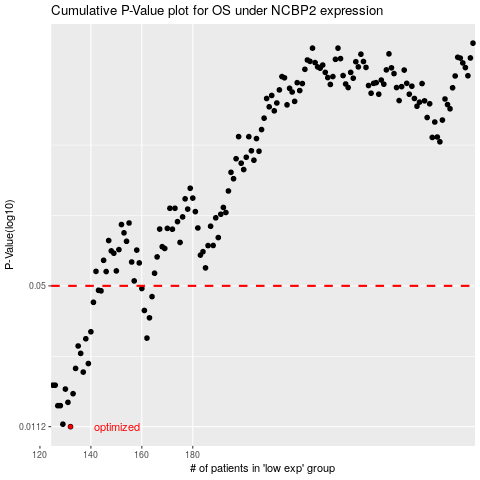 Cumulative P-Value plot for OS under NCBP2 expression
P-Value(log10)
0.05
0.0112
optimized
120 140 160 180
# of patients in 'low exp' group